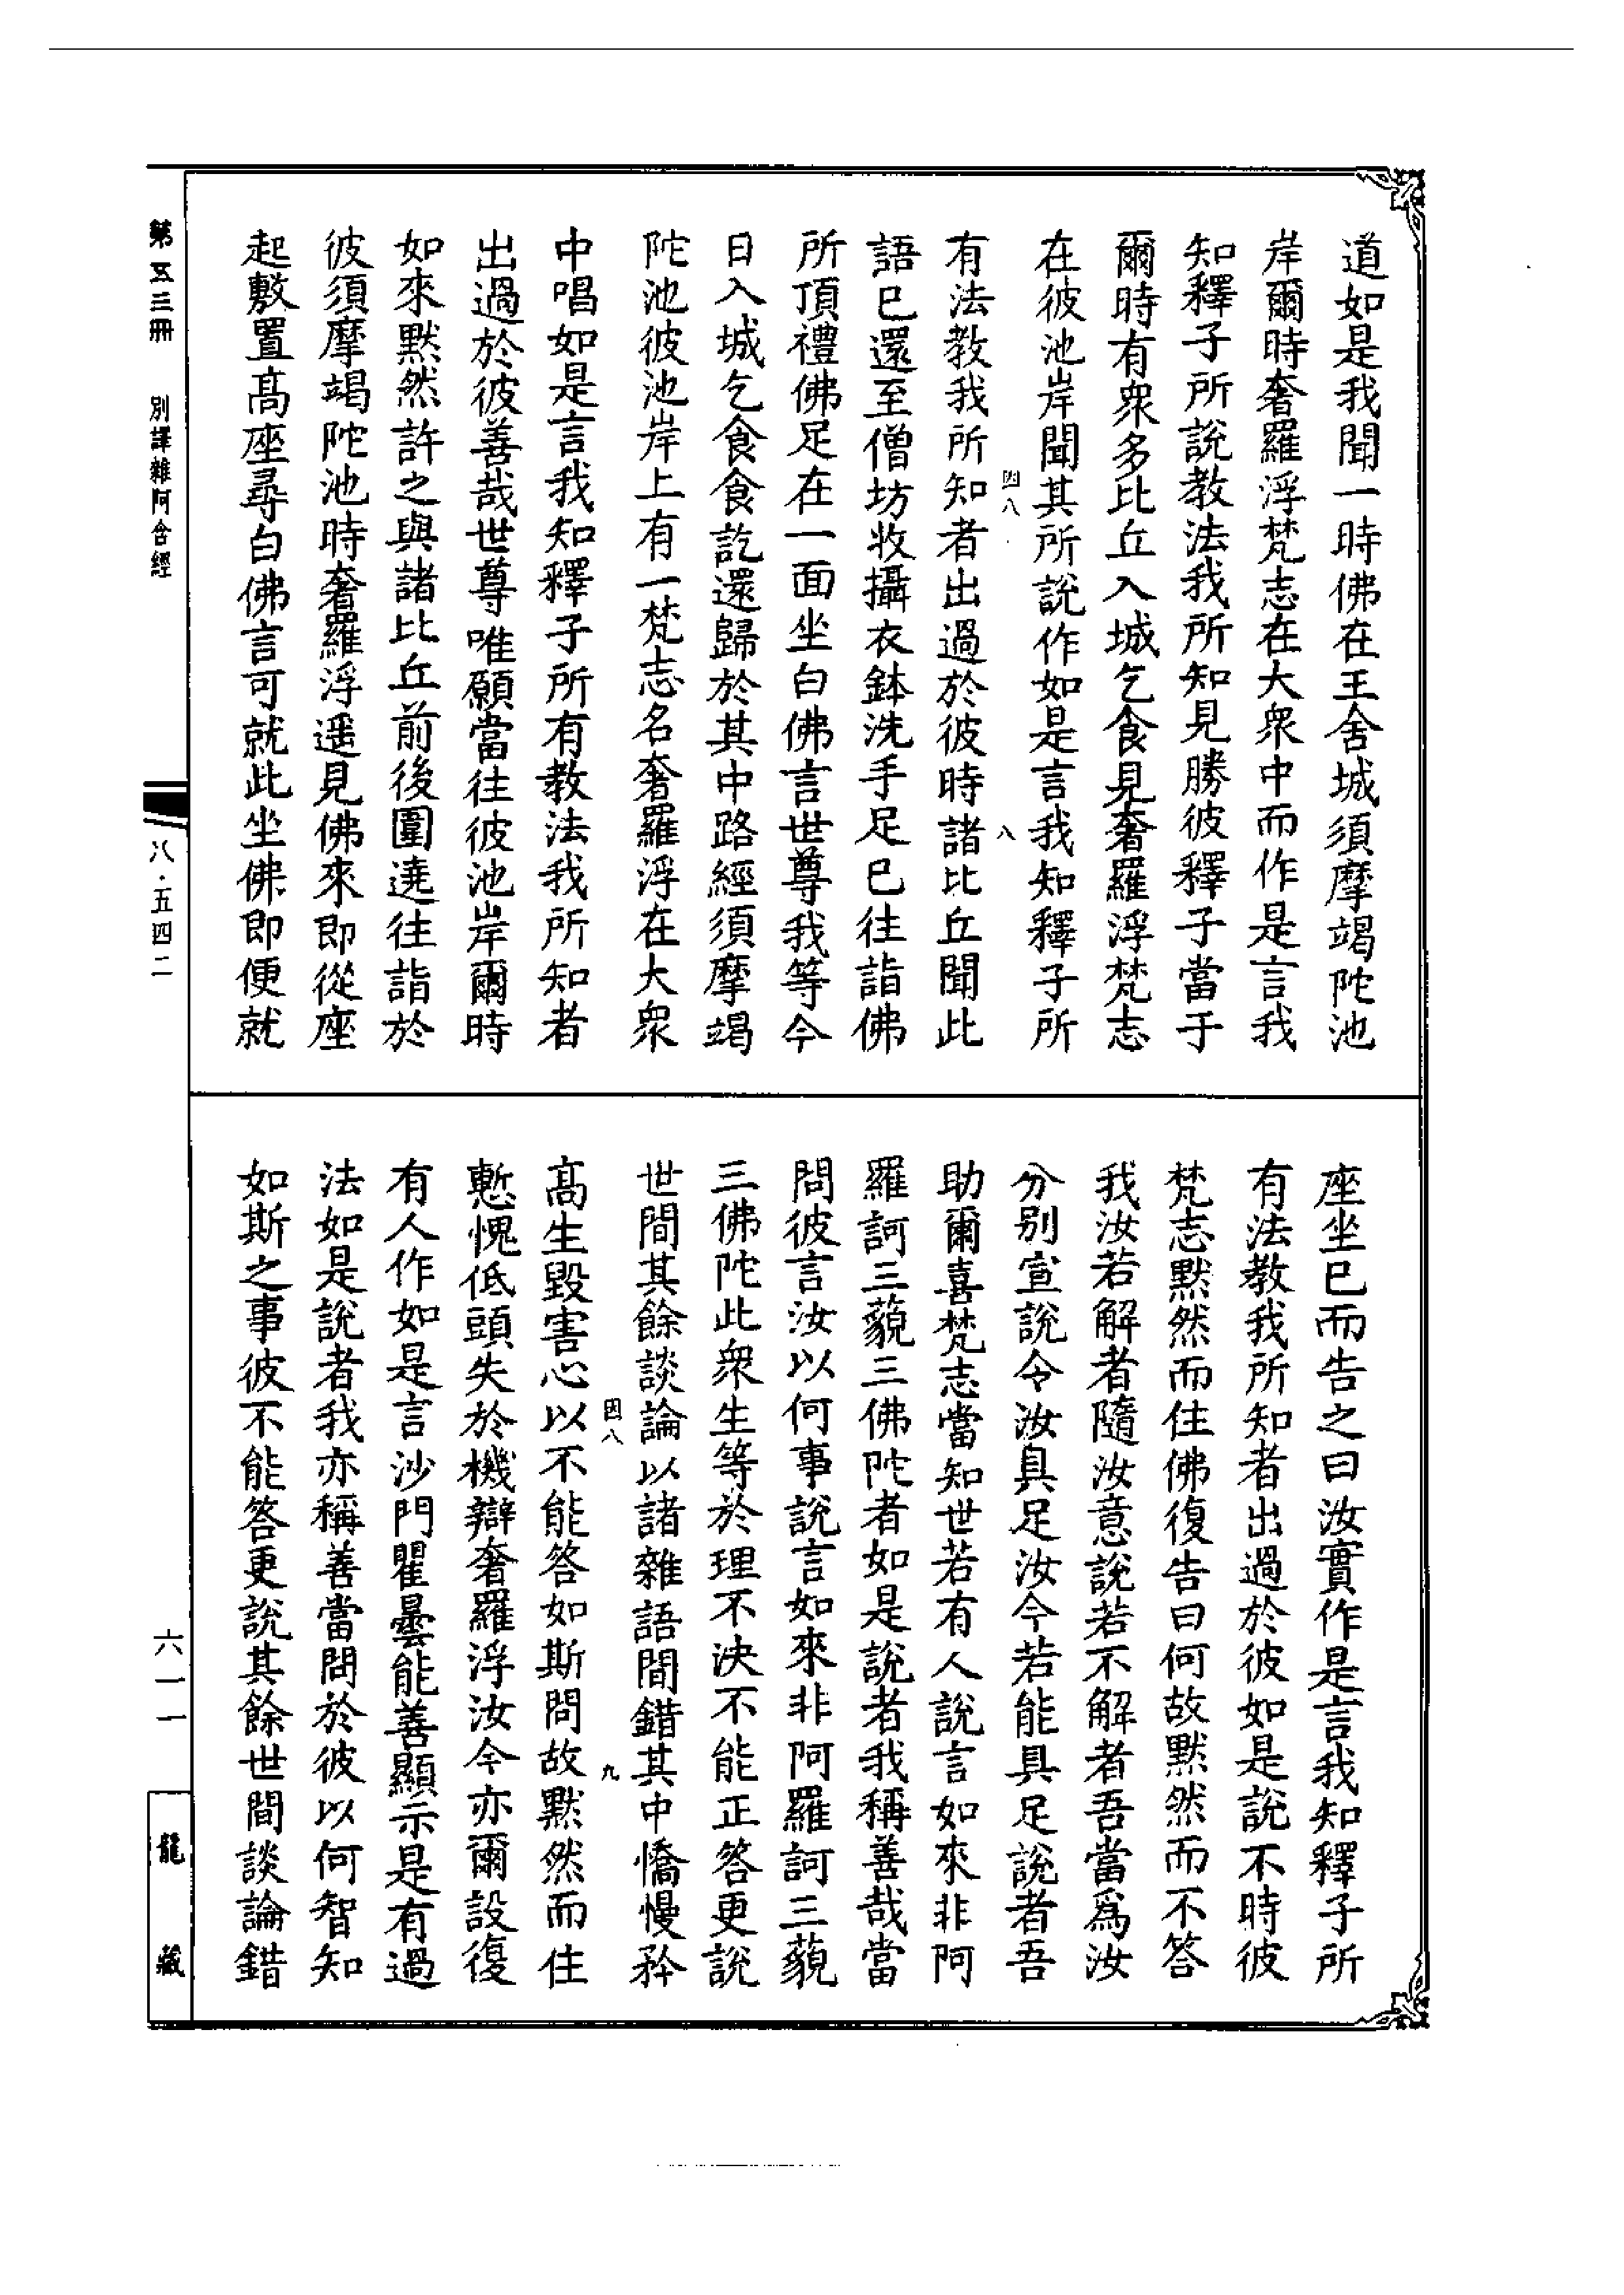 道如是我聞一時佛在王舍城須摩竭陀池
岸爾時奢羅浮梵志在大衆中而作是言我
知釋子所說教法我所知見勝彼釋子當于
爾時有衆多比丘入城乞食見奢羅浮梵志
在彼池岸聞其所說作如是言我知釋子所
四八
八
有法教我所知者出過於彼時諸比丘聞此
語已還至僧坊收攝衣鉢洗手足已往詣佛
所頂禮佛足在一面坐白佛言世尊我等今
日入城乞食食訖還歸於其中路經須摩竭
陀池彼池岸上有一梵志名奢羅浮在大衆
中唱如是言我知釋子所有教法我所知者
出過於彼善哉世尊唯願當往彼池岸爾時
如來默然許之與諸比丘前後圍遶往詣於
彼須摩竭陀池時奢羅浮遥見佛來即從座
起敷置高座尋白佛言可就此坐佛即便就
座坐已而告之曰汝實作是言我知釋子所
有法教我所知者出過於彼如是說不時彼
梵志默然而住佛復告曰何故默然而不答
我汝若解者隨汝意說若不解者吾當爲汝
分别宣說令汝具足汝今若能具足說者吾
助爾喜梵志當知世若有人說言如來非阿
羅訶三藐三佛陀者如是說者我稱善哉當
問彼言汝以何事說言如來非阿羅訶三藐
三佛陀此衆生等於理不決不能正答更說
世間其餘談論以諸雜語間錯其中憍慢矜
四八
九
高生毀害心以不能答如斯問故默然而住
慙愧低頭失於機辯奢羅浮汝今亦爾設復
有人作如是言沙門瞿曇能善顯示是有過
法如是說者我亦稱善當問於彼以何智知
如斯之事彼不能答更說其餘世間談論錯
第五三冊 別譯雜阿含經 八·五四二 六一一 龍藏